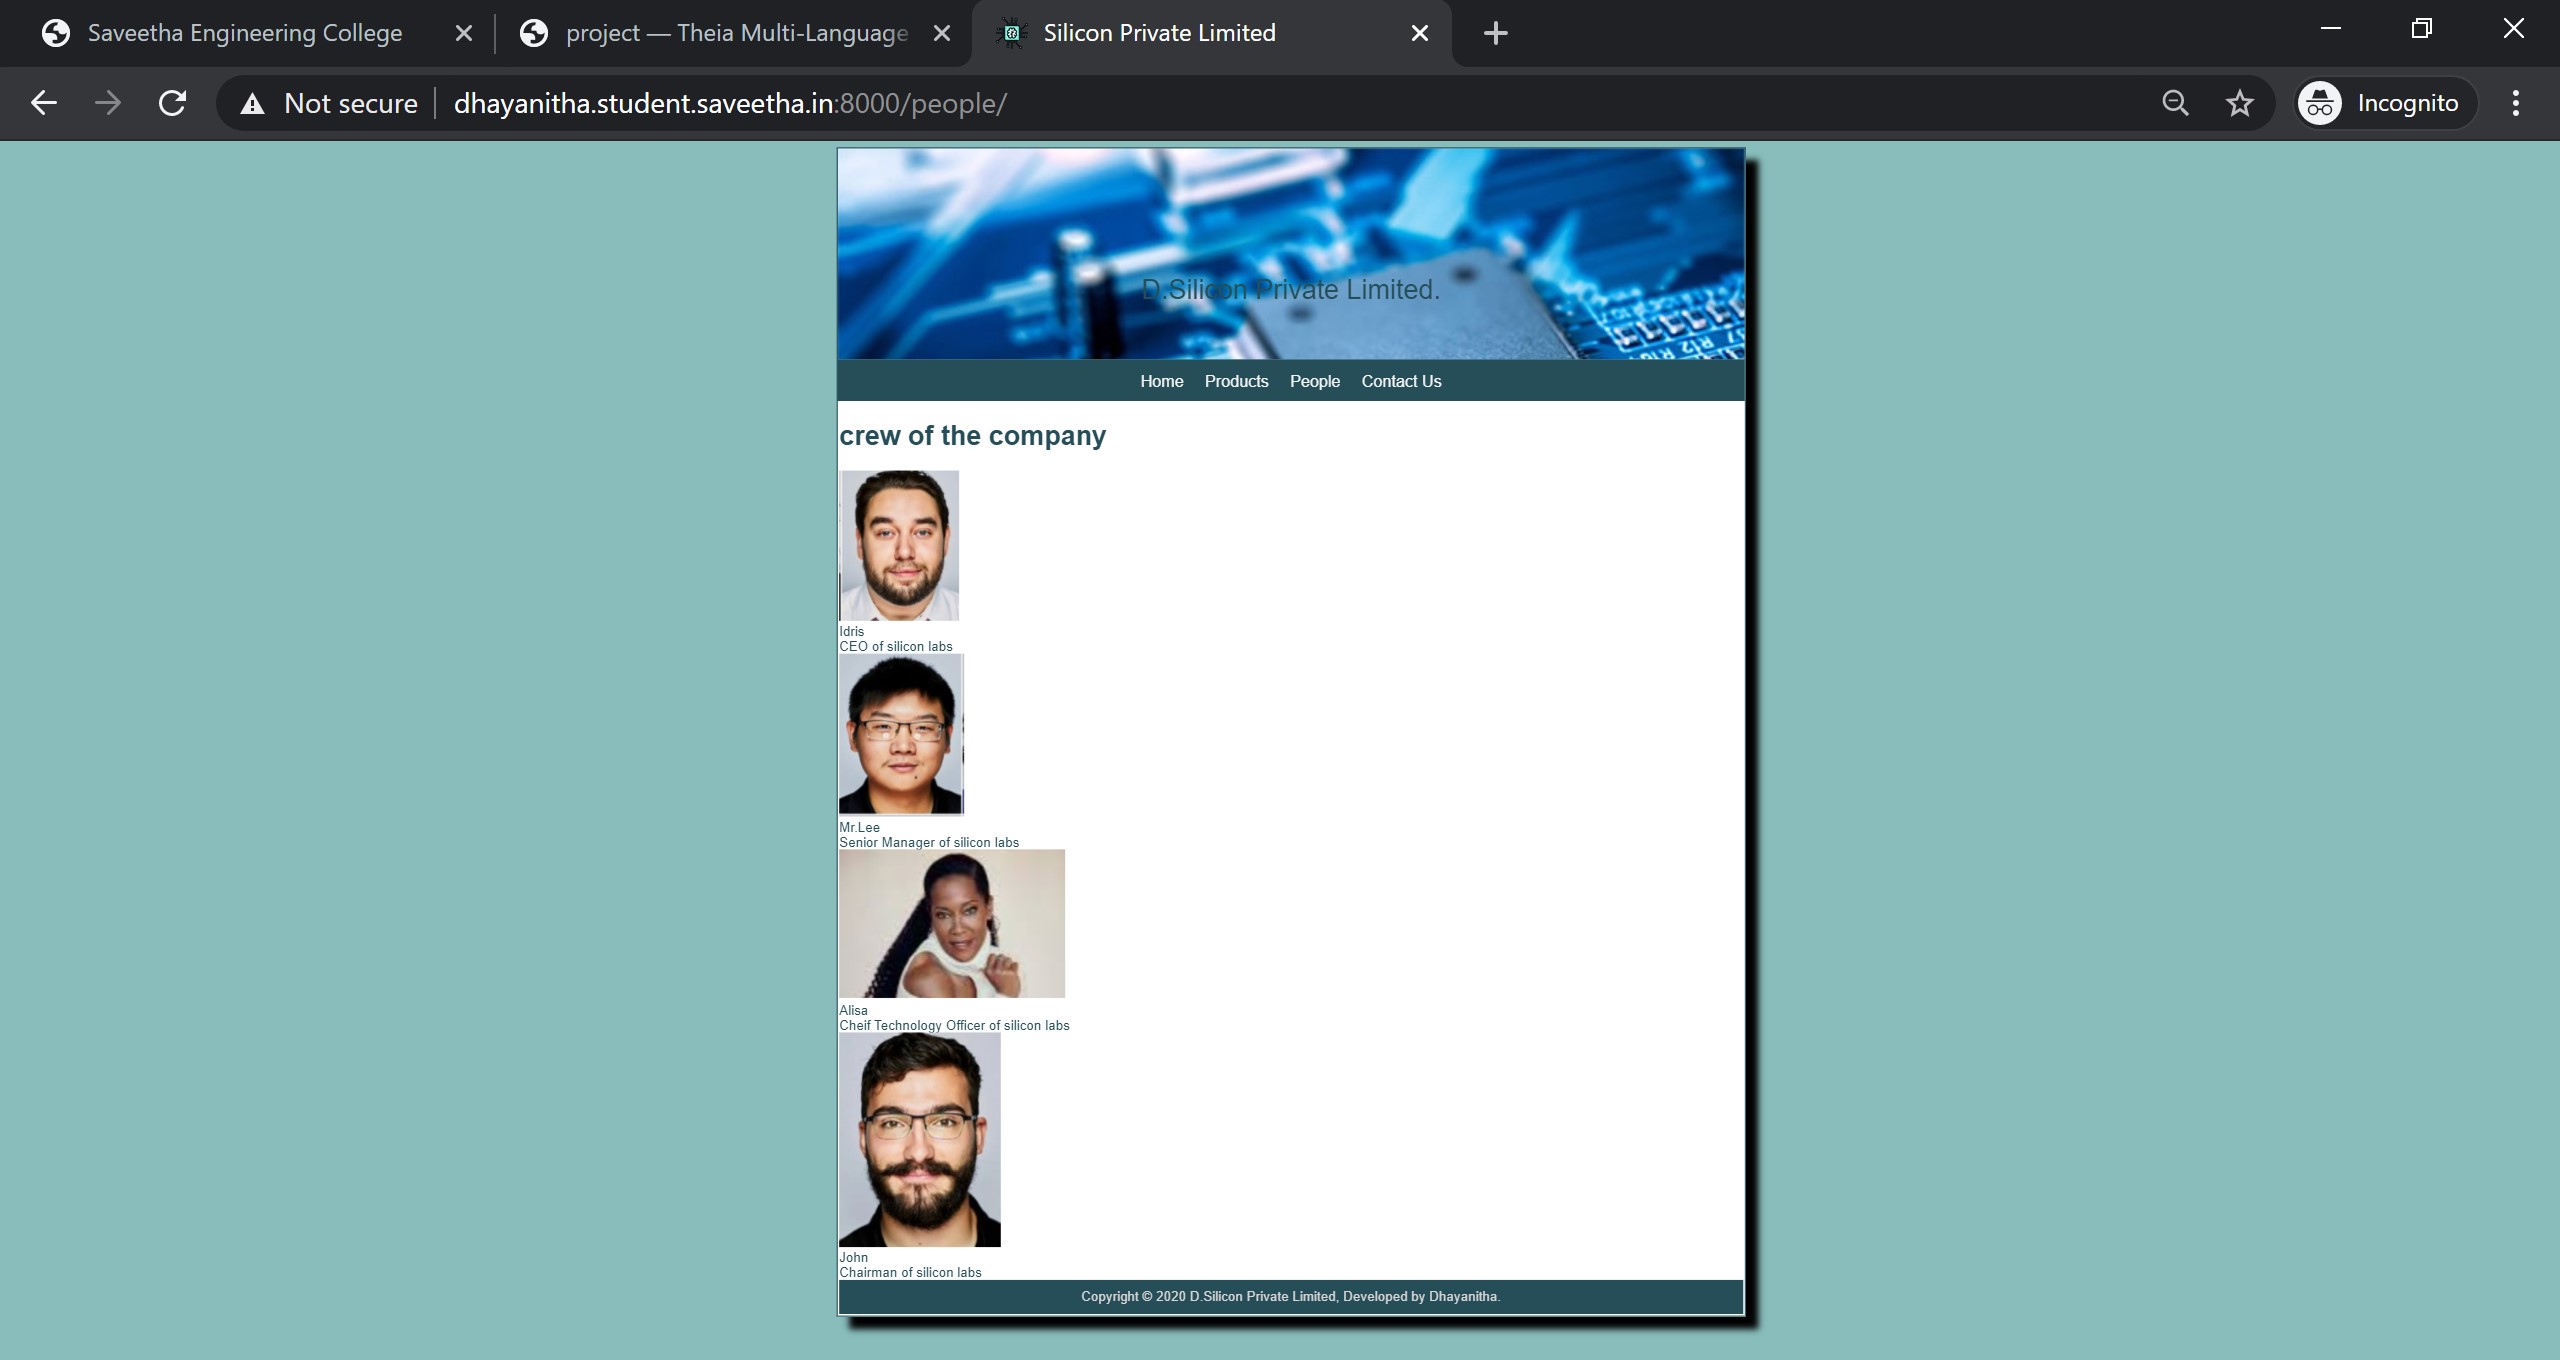 Saveetha Engineering College
project — Theia Multi-Language
Silicon Private Limited
Not secure
dhayanitha.student.saveetha.in:8000/people/
Incognito
D.Silicon Private Limited.
Home Products People Contact Us
crew of the company
Idris
CEO of silicon labs
Mr.Lee
Senior Manager of silicon labs
Alisa
Cheif Technology Officer of silicon labs
John
Chairman of silicon labs
Copyright © 2020 D.Silicon Private Limited, Developed by Dhayanitha.